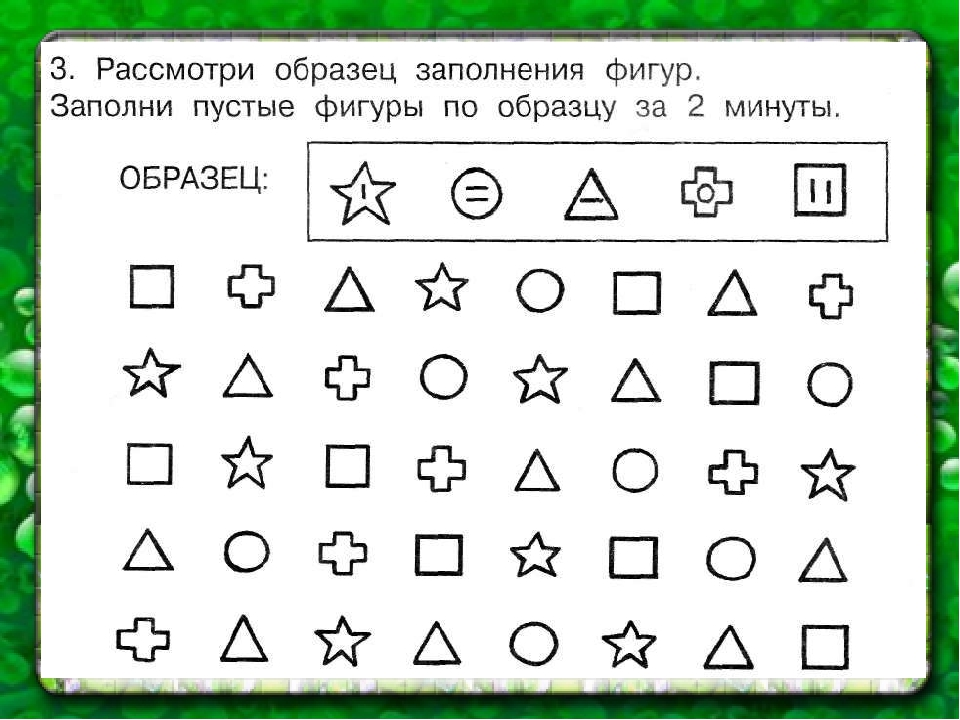 3. Рассмотри образец заполнения фигур.
Заполни пустые фигуры по образцу за 2 минуты.
ОБРАЗЕЦ: